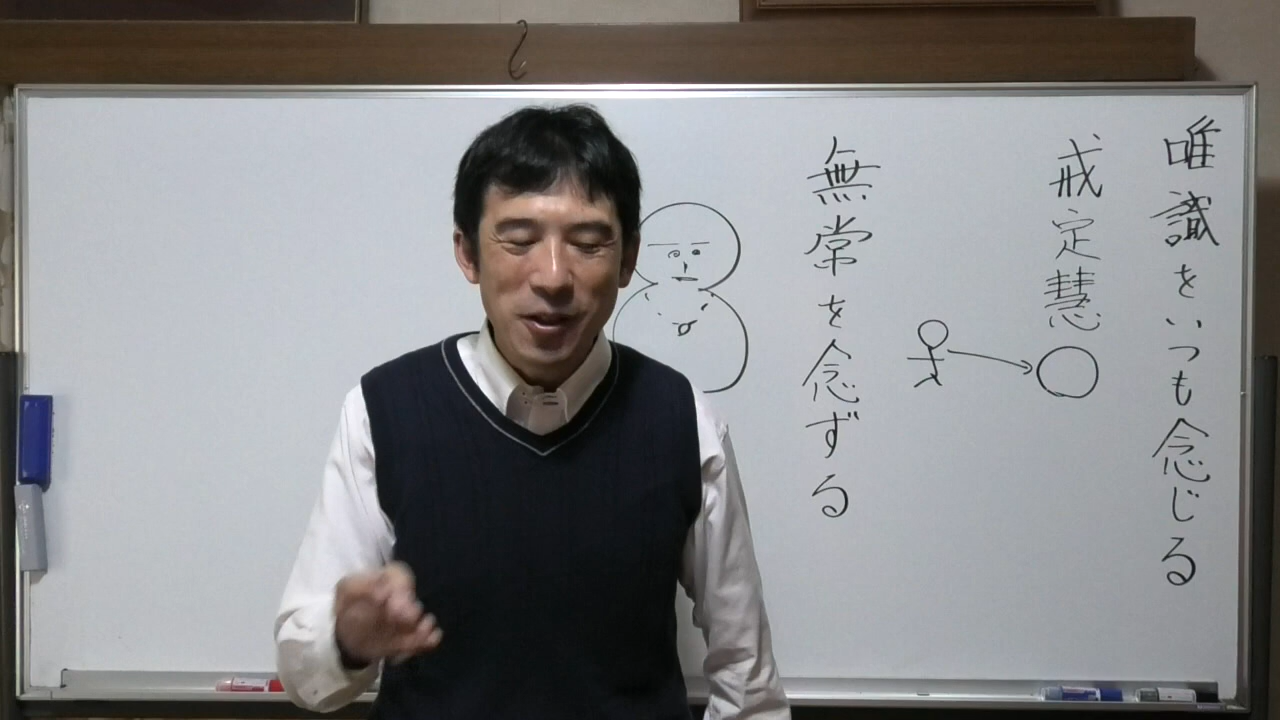 唯識をいつも念じる
戒定慧
無常を念ずる